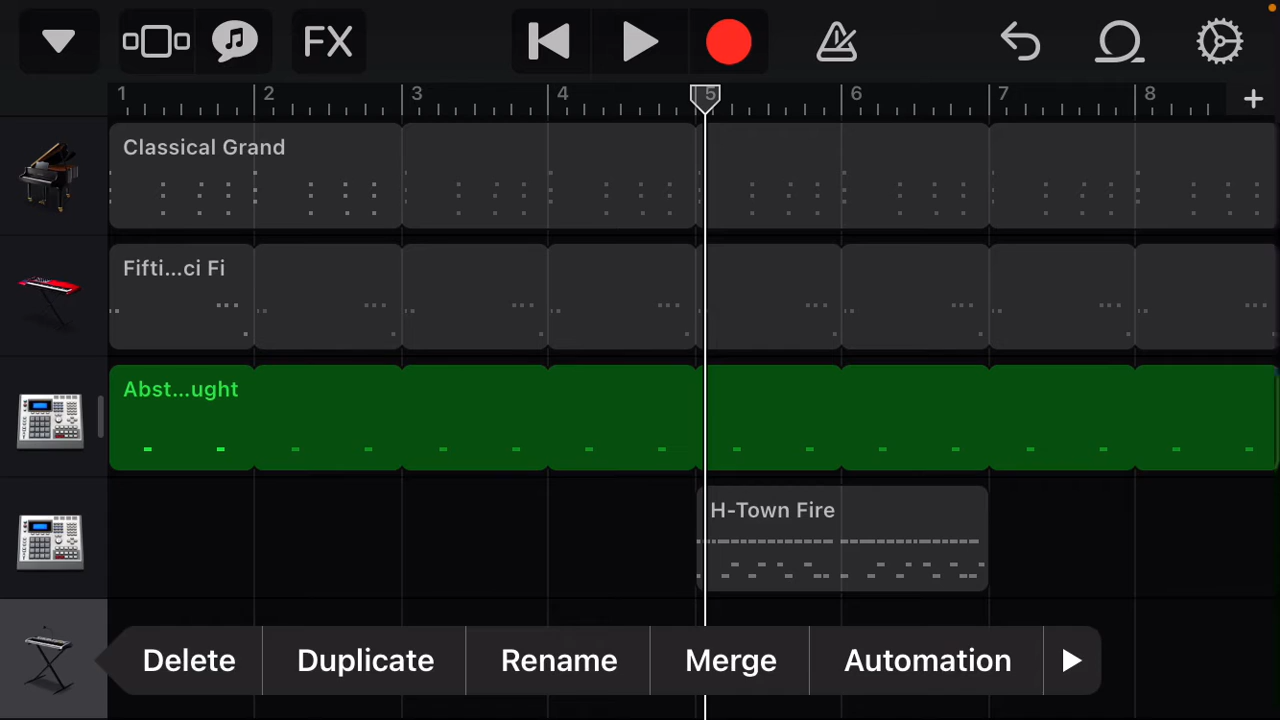 FX
1 2 3 4 5 6 7 8 +
Classical Grand
Fifti...ci Fi
Abst...ught
H-Town Fire
Delete Duplicate Rename Merge Automation